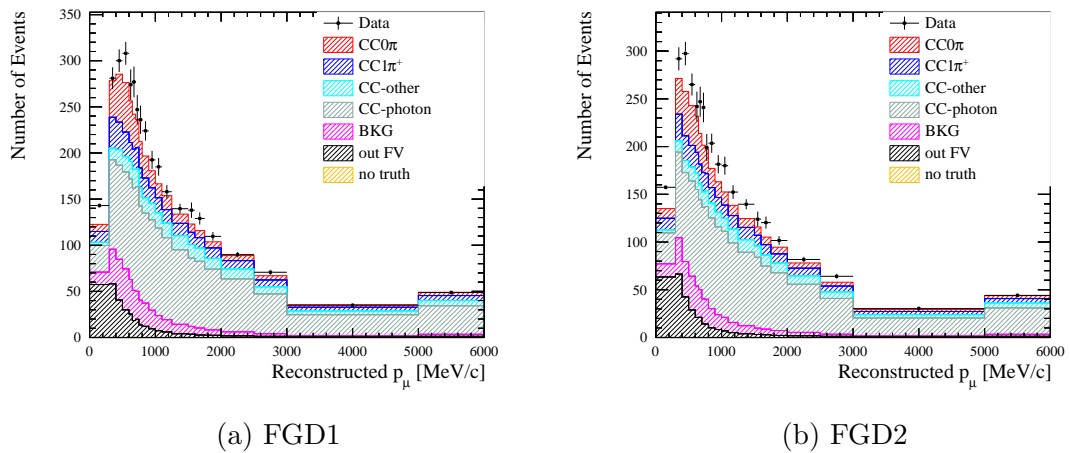 Number of Events
350
300
250
200
150
100
50
0
Data
CC0π
CC1π⁺
CC-other
CC-photon
BKG
out FV
no truth
0 1000 2000 3000 4000 5000 6000
Reconstructed pμ [MeV/c]
(a) FGD1
Number of Events
300
250
200
150
100
50
0
Data
CC0π
CC1π⁺
CC-other
CC-photon
BKG
out FV
no truth
0 1000 2000 3000 4000 5000 6000
Reconstructed pμ [MeV/c]
(b) FGD2